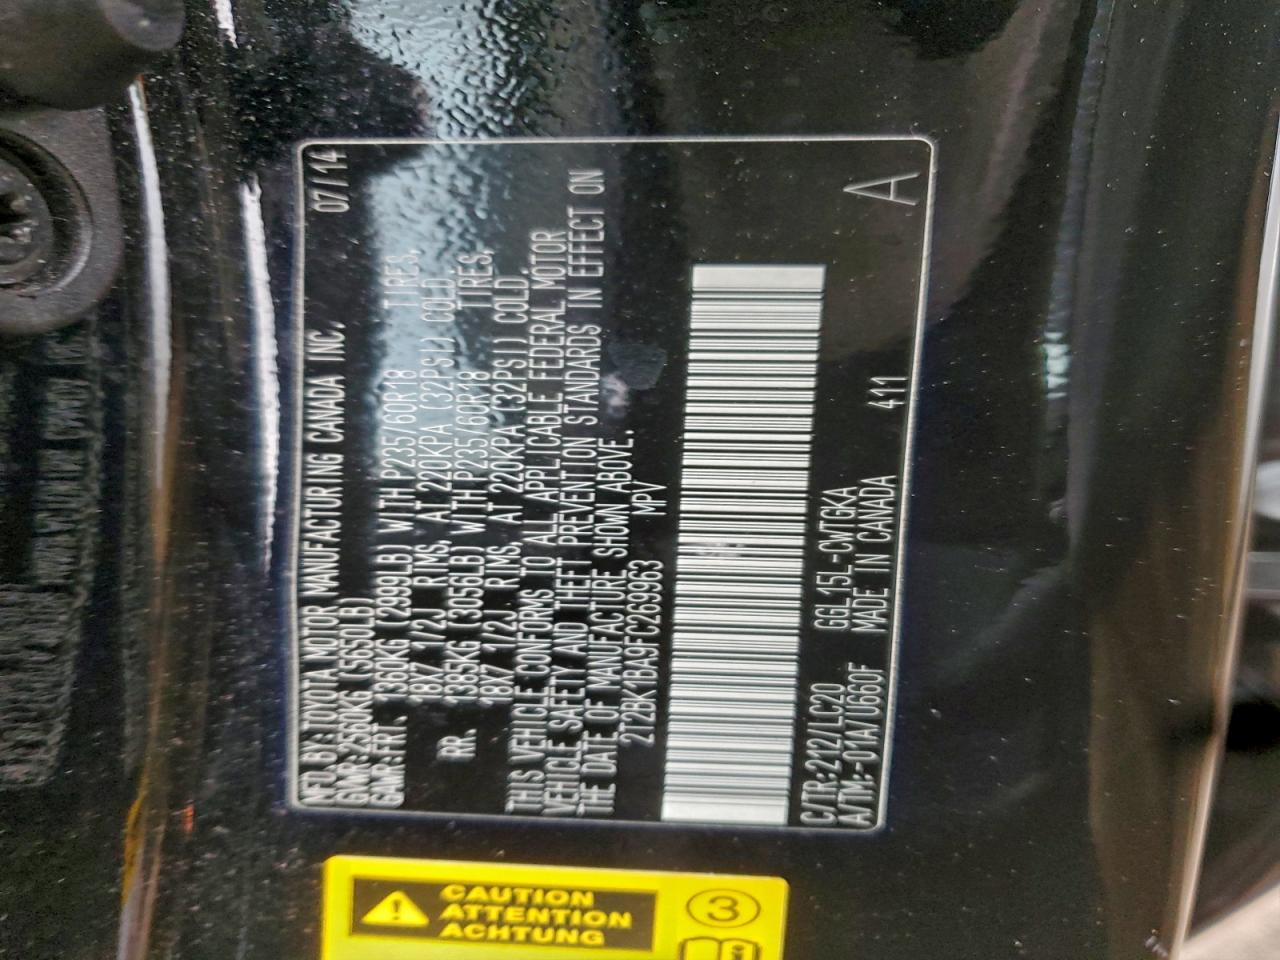 MFD BY:TOYOTA MOTOR MANUFACTURING CANADA INC. 07/14
GVWR:2520KG (5550LB)
GAWR:FRT. 1360KG (2999LB) WITH P235/60R18 TIRES,
18X7 1/2J RIMS, AT 220KPA (32PSI) COLD.
RR. 1385KG (3056LB) WITH P235/60R18 TIRES,
18X7 1/2J RIMS, AT 220KPA (32PSI) COLD.
THIS VEHICLE CONFORMS TO ALL APPLICABLE FEDERAL MOTOR
VEHICLE SAFETY AND THEFT PREVENTION STANDARDS IN EFFECT ON
THE DATE OF MANUFACTURE SHOWN ABOVE.
2T2BK1BA9FC269963 MPV
C/TR:212/LC20 GGL15L-CWTGKA 411 A
A/TM:-01A/U660F MADE IN CANADA
CAUTION
ATTENTION
ACHTUNG
3
i